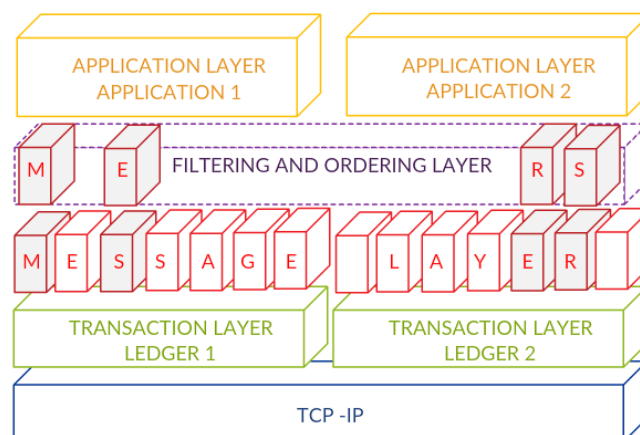 APPLICATION LAYER
APPLICATION 1
APPLICATION LAYER
APPLICATION 2
M E FILTERING AND ORDERING LAYER R S
M E S S A G E L A Y E R
TRANSACTION LAYER
LEDGER 1
TRANSACTION LAYER
LEDGER 2
TCP -IP